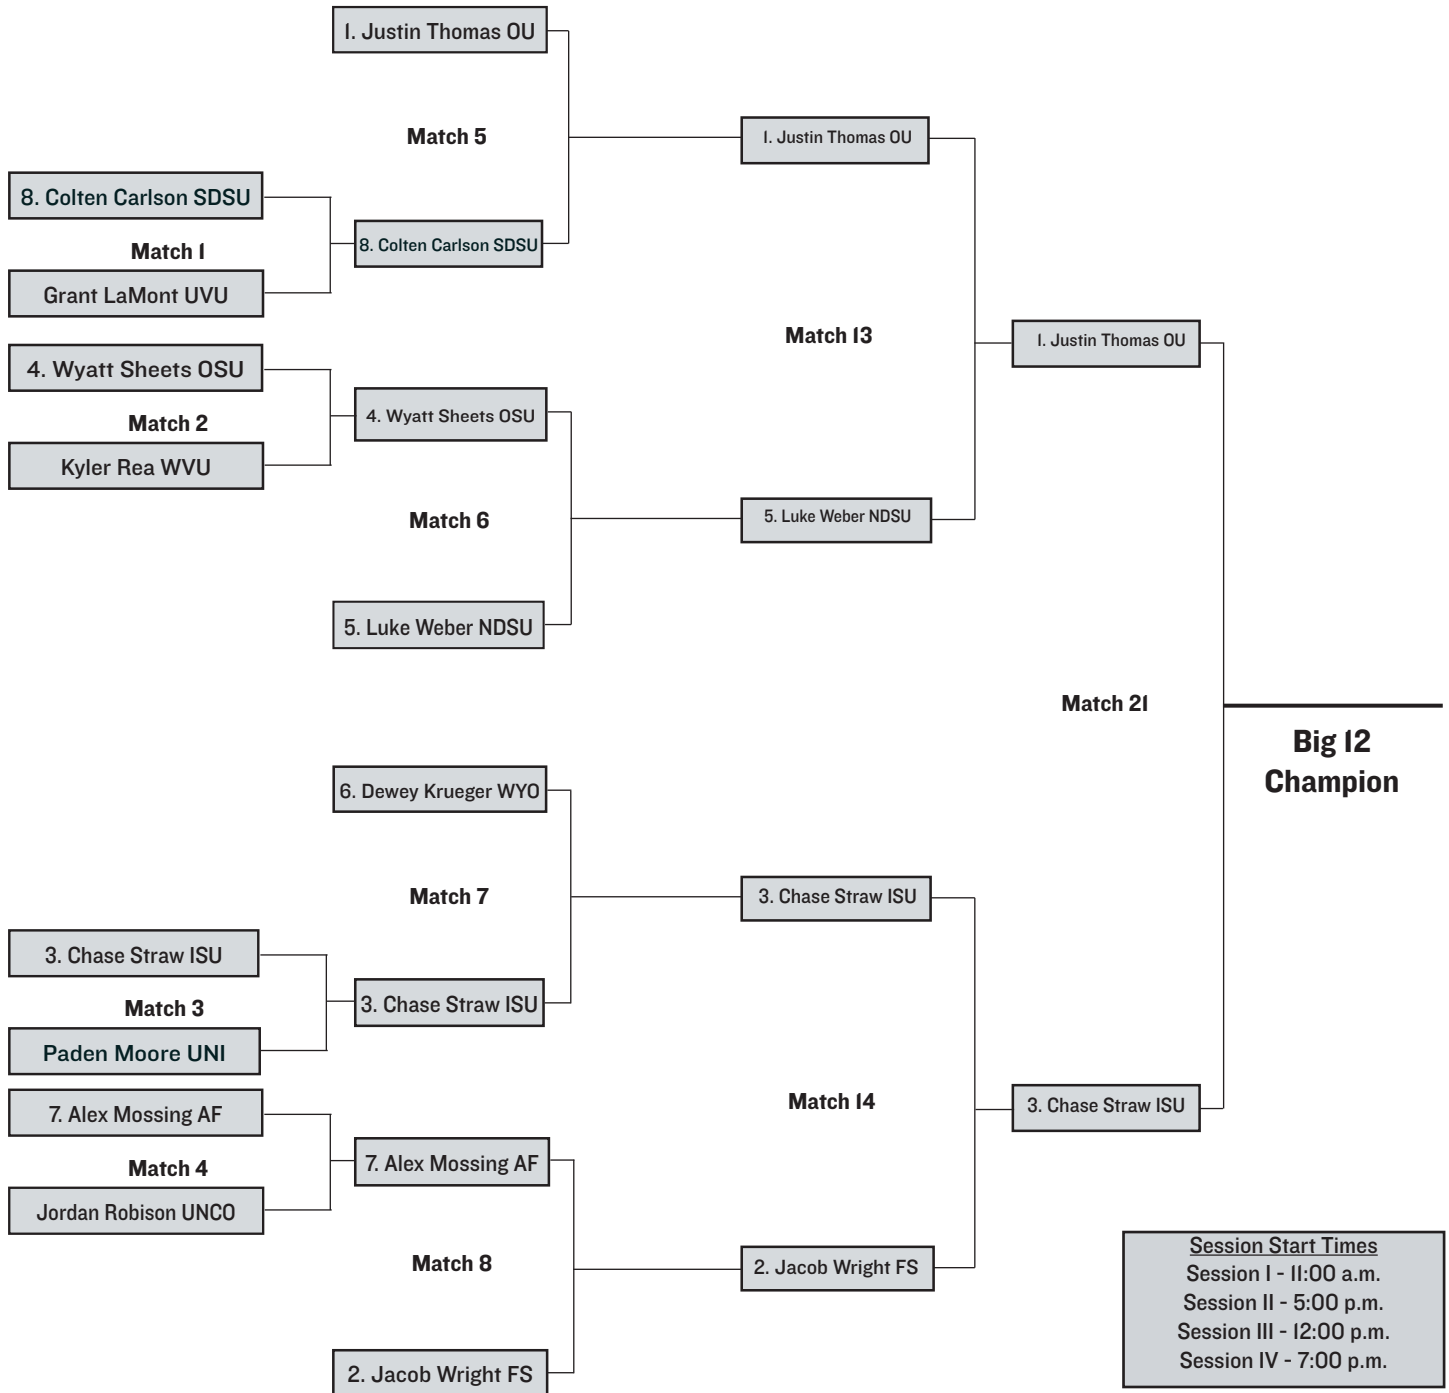 1. Justin Thomas OU
Match 5
1. Justin Thomas OU
8. Colten Carlson SDSU
Match 1
8. Colten Carlson SDSU
Grant LaMont UVU
Match 13
1. Justin Thomas OU
4. Wyatt Sheets OSU
Match 2
4. Wyatt Sheets OSU
Kyler Rea WVU
Match 6
5. Luke Weber NDSU
5. Luke Weber NDSU
Match 21
Big 12
Champion
6. Dewey Krueger WYO
Match 7
3. Chase Straw ISU
3. Chase Straw ISU
Match 3
3. Chase Straw ISU
Paden Moore UNI
7. Alex Mossing AF
Match 14
3. Chase Straw ISU
Match 4
7. Alex Mossing AF
Jordan Robison UNCO
Match 8
2. Jacob Wright FS
2. Jacob Wright FS
Session Start Times
Session I - 11:00 a.m.
Session II - 5:00 p.m.
Session III - 12:00 p.m.
Session IV - 7:00 p.m.